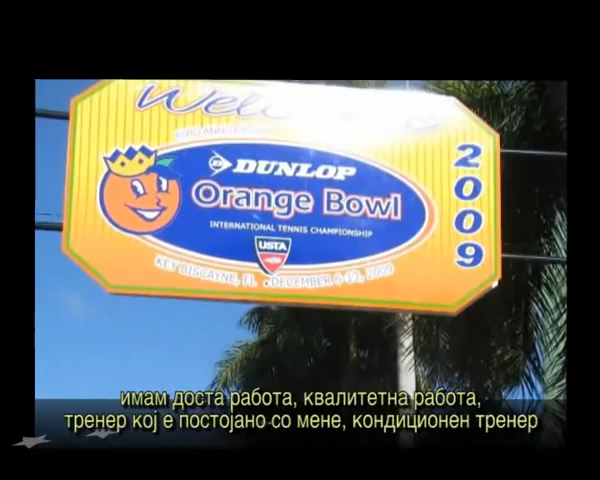 Welcome
DUNLOP
Orange Bowl
INTERNATIONAL TENNIS CHAMPIONSHIP
USTA
KEY BISCAYNE, FL • DECEMBER 6-13, 2009
2009
имам доста работа, квалитетна работа,
тренер кој е постојано со мене, кондиционен тренер